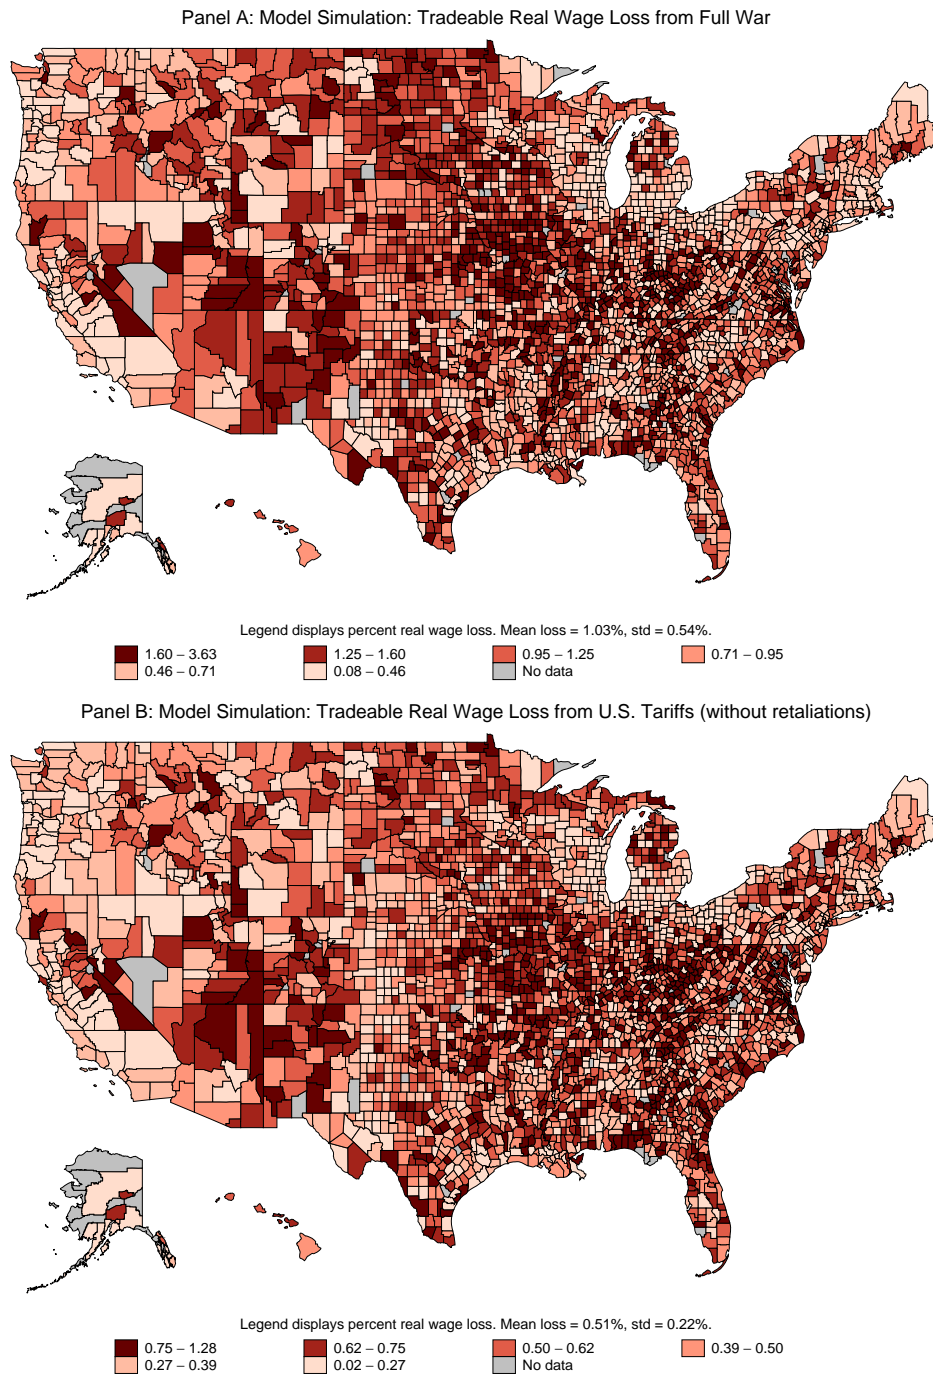 Panel A: Model Simulation: Tradeable Real Wage Loss from Full War
Legend displays percent real wage loss. Mean loss = 1.03%, std = 0.54%.
1.60 – 3.63 1.25 – 1.60 0.95 – 1.25 0.71 – 0.95
0.46 – 0.71 0.08 – 0.46 No data
Panel B: Model Simulation: Tradeable Real Wage Loss from U.S. Tariffs (without retaliations)
Legend displays percent real wage loss. Mean loss = 0.51%, std = 0.22%.
0.75 – 1.28 0.62 – 0.75 0.50 – 0.62 0.39 – 0.50
0.27 – 0.39 0.02 – 0.27 No data